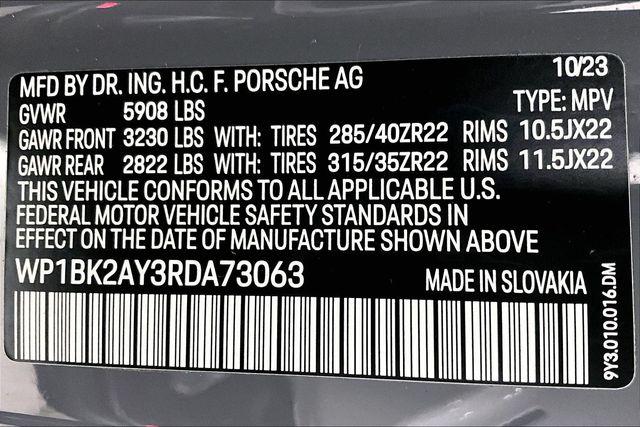 MFD BY DR. ING. H.C. F. PORSCHE AG 10/23
GVWR 5908 LBS TYPE: MPV
GAWR FRONT 3230 LBS WITH: TIRES 285/40ZR22 RIMS 10.5JX22
GAWR REAR 2822 LBS WITH: TIRES 315/35ZR22 RIMS 11.5JX22
THIS VEHICLE CONFORMS TO ALL APPLICABLE U.S.
FEDERAL MOTOR VEHICLE SAFETY STANDARDS IN
EFFECT ON THE DATE OF MANUFACTURE SHOWN ABOVE
WP1BK2AY3RDA73063 MADE IN SLOVAKIA
9Y3.010.016.DM